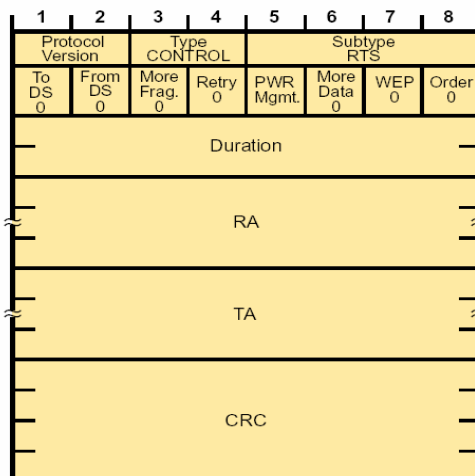 1 2 3 4 5 6 7 8
Protocol Version Type CONTROL Subtype RTS
To DS 0 From DS 0 More Frag. 0 Retry 0 PWR Mgmt. More Data 0 WEP 0 Order 0
Duration
RA
TA
CRC